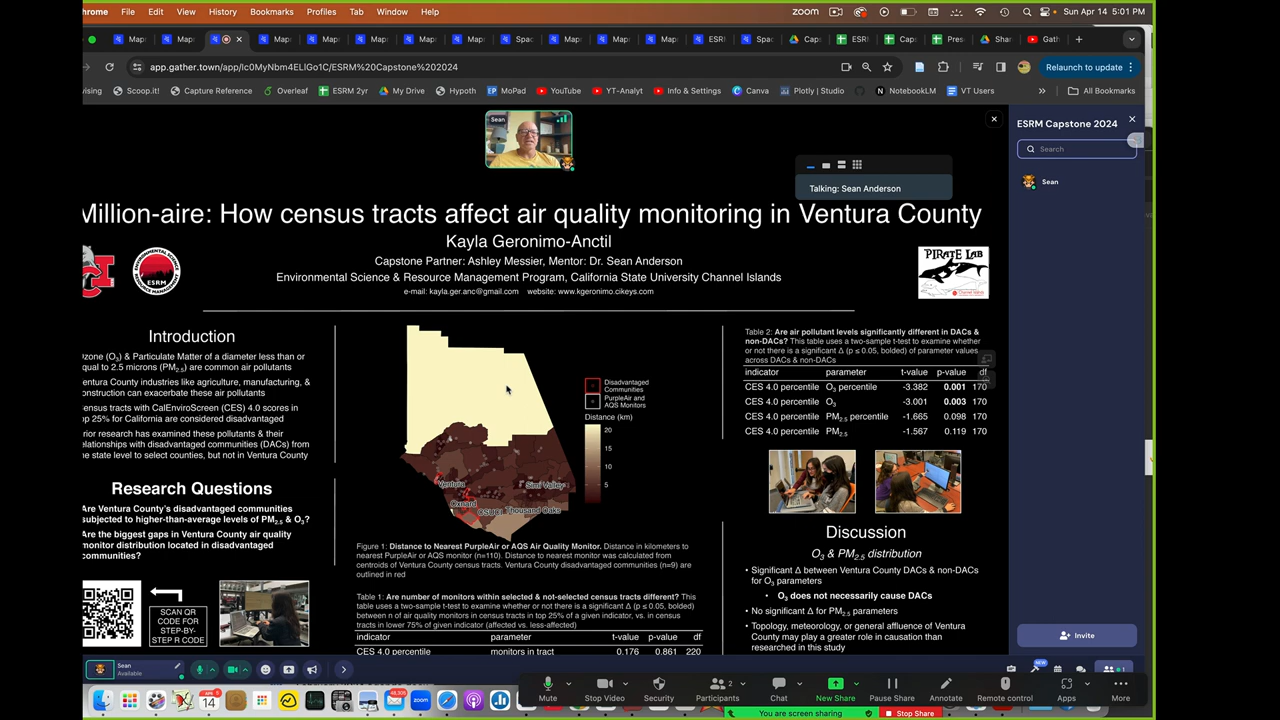 hrome File Edit View History Bookmarks Profiles Tab Window Help
zoom Sun Apr 14 5:01 PM
Map Map Map Map Map Map Map Spac Map Map Map ESRI Spac Cap ESR Cap Pres Shar Gath
app.gather.town/app/lc0MyNbm4ELIGo1C/ESRM%20Capstone%202024
Relaunch to update
ising Scoop.it! Capture Reference Overleaf ESRM 2yr My Drive Hypoth MoPad YouTube YT-Analyt Info & Settings Canva Plotly | Studio NotebookLM VT Users
All Bookmarks
Sean
Talking: Sean Anderson
ESRM Capstone 2024
Search
Sean
Million-aire: How census tracts affect air quality monitoring in Ventura County
Kayla Geronimo-Anctil
Capstone Partner: Ashley Messier, Mentor: Dr. Sean Anderson
Environmental Science & Resource Management Program, California State University Channel Islands
e-mail: kayla.ger.anc@gmail.com website: www.kgeronimo.cikeys.com
PIRATE LAB
Introduction
zone (O3) & Particulate Matter of a diameter less than or
qual to 2.5 microns (PM2.5) are common air pollutants
entura County industries like agriculture, manufacturing, &
onstruction can exacerbate these air pollutants
ensus tracts with CalEnviroScreen (CES) 4.0 scores in
op 25% for California are considered disadvantaged
rior research has examined these pollutants & their
elationships with disadvantaged communities (DACs) from
he state level to select counties, but not in Ventura County
Research Questions
Are Ventura County's disadvantaged communities
subjected to higher-than-average levels of PM2.5 & O3?
Are the biggest gaps in Ventura County air quality
monitor distribution located in disadvantaged
communities?
SCAN QR
CODE FOR
STEP-BY-
STEP R CODE
Disadvantaged
Communities
PurpleAir and
AQS Monitors
Distance (km)
20
15
10
5
Ventura
Oxnard
CSUCI
Thousand Oaks
Simi Valley
Figure 1: Distance to Nearest PurpleAir or AQS Air Quality Monitor. Distance in kilometers to
nearest PurpleAir or AQS monitor (n=110). Distance to nearest monitor was calculated from
centroids of Ventura County census tracts. Ventura County disadvantaged communities (n=9) are
outlined in red
Table 1: Are number of monitors within selected & not-selected census tracts different? This
table uses a two-sample t-test to examine whether or not there is a significant Δ (p ≤ 0.05, bolded)
between n of air quality monitors in census tracts in top 25% of a given indicator, vs. in census
tracts in lower 75% of given indicator (affected vs. less-affected)
indicator parameter t-value p-value df
CES 4.0 percentile monitors in tract 0.176 0.861 220
Table 2: Are air pollutant levels significantly different in DACs &
non-DACs? This table uses a two-sample t-test to examine whether
or not there is a significant Δ (p ≤ 0.05, bolded) of parameter values
across DACs & non-DACs
indicator parameter t-value p-value df
CES 4.0 percentile O3 percentile -3.382 0.001 170
CES 4.0 percentile O3 -3.001 0.003 170
CES 4.0 percentile PM2.5 percentile -1.665 0.098 170
CES 4.0 percentile PM2.5 -1.567 0.119 170
Discussion
O3 & PM2.5 distribution
• Significant Δ between Ventura County DACs & non-DACs
for O3 parameters
• O3 does not necessarily cause DACs
• No significant Δ for PM2.5 parameters
• Topology, meteorology, or general affluence of Ventura
County may play a greater role in causation than
researched in this study
Invite
Sean
Available
NEW
Mute Stop Video Security Participants 2 Chat New Share Pause Share Annotate Remote control Apps More
You are screen sharing Stop Share